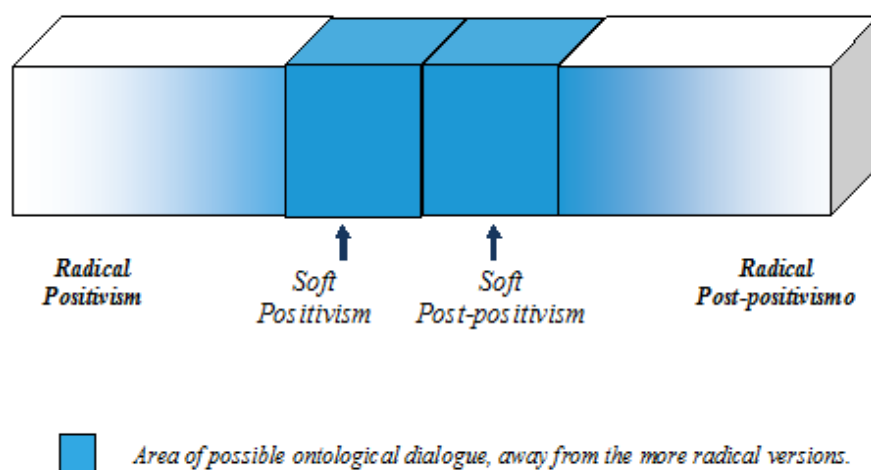 Radical
Positivism
Soft
Positivism
Soft
Post-positivism
Radical
Post-positivismo
Area of possible ontological dialogue, away from the more radical versions.